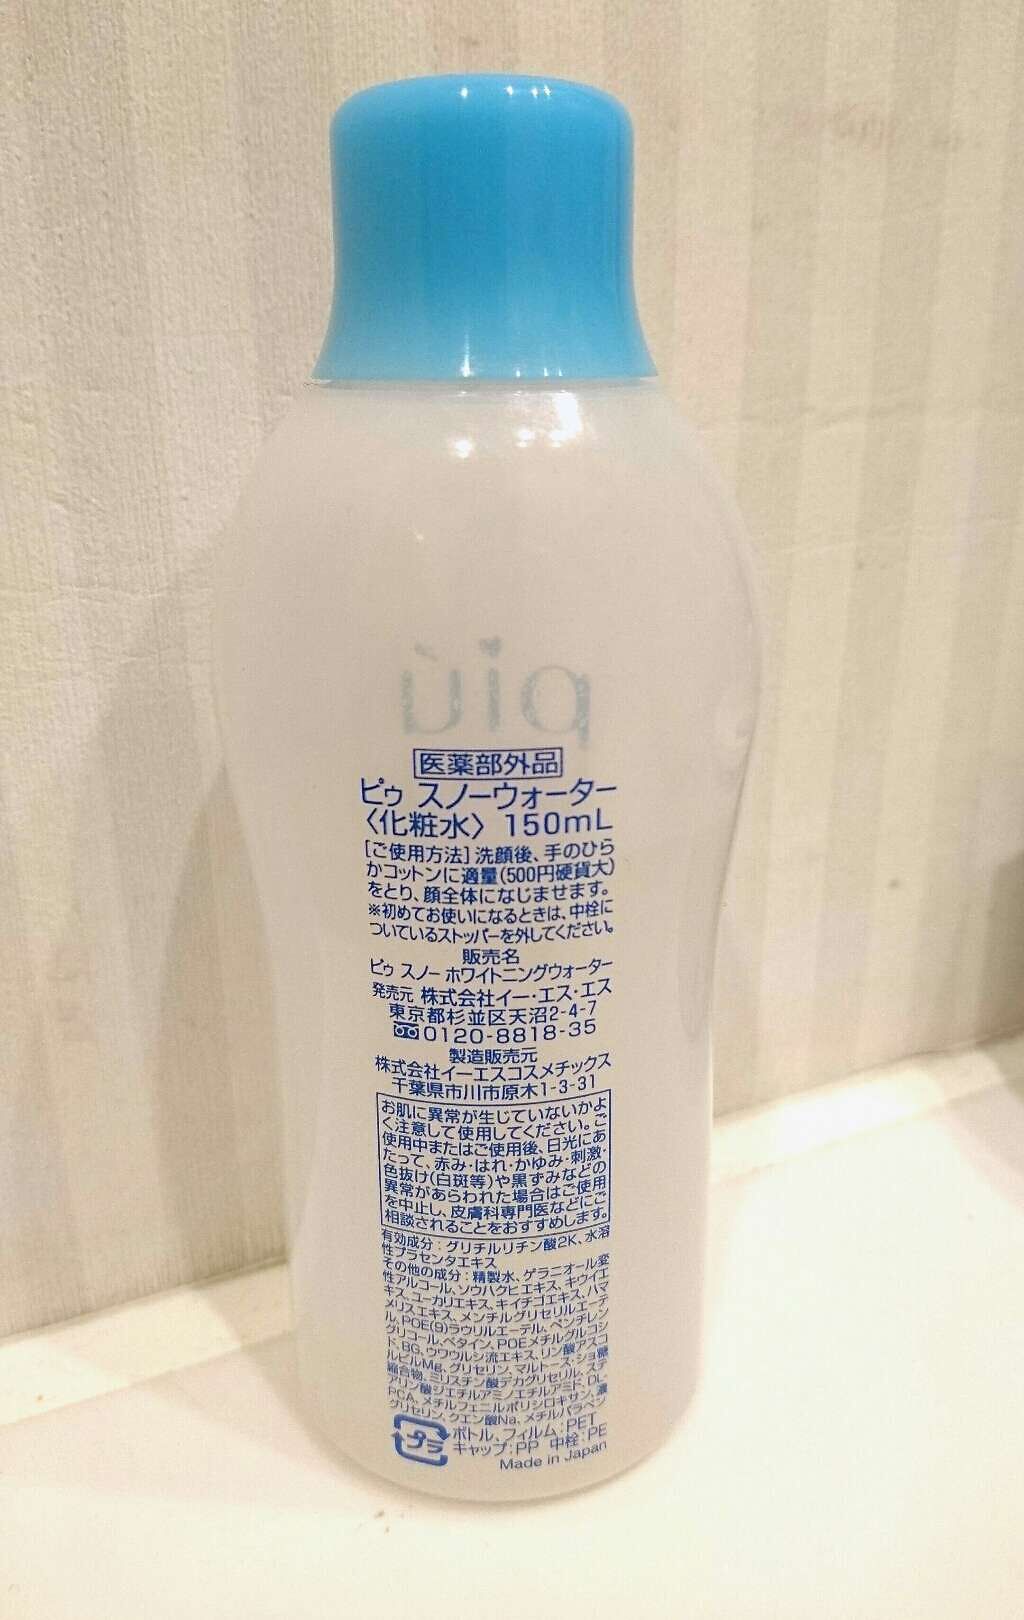 più
医薬部外品
ピゥ スノーウォーター
〈化粧水〉 150mL
[ご使用方法]洗顔後、手のひら
かコットンに適量(500円硬貨大)
をとり、顔全体になじませます。
※初めてお使いになるときは、中栓に
ついているストッパーを外してください。
販売名
ピゥ スノー ホワイトニングウォーター
発売元 株式会社イー・エス・エス
東京都杉並区天沼2-4-7
0120-8818-35
製造販売元
株式会社イーエスコスメチックス
千葉県市川市原木1-3-31
お肌に異常が生じていないかよ
く注意して使用してください。ご
使用中またはご使用後、日光にあ
たって、赤み・はれ・かゆみ・刺激・
色抜け(白斑等)や黒ずみなどの
異常があらわれた場合はご使用
を中止し、皮膚科専門医などにご
相談されることをおすすめします。
有効成分：グリチルリチン酸2K、水溶
性プラセンタエキス
その他の成分：精製水、ゲラニオール変
性アルコール、ソウハクヒエキス、キウイエ
キス、ユーカリエキス、キイチゴエキス、ハマ
メリスエキス、メンチルグリセリルエーテ
ル、POE(9)ラウリルエーテル、ペンチレン
グリコール、ベタイン、POEメチルグルコシ
ド、BG、ウワウルシ流エキス、リン酸アスコ
ルビルMg、グリセリン、マルトース・ショ糖
縮合物、ミリスチン酸デカグリセリル、ステ
アリン酸ジエチルアミノエチルアミド、DL-
PCA、メチルフェニルポリシロキサン、濃
グリセリン、クエン酸Na、メチルパラベン
プラ
ボトル、フィルム：PET
キャップ：PP 中栓：PE
Made in Japan